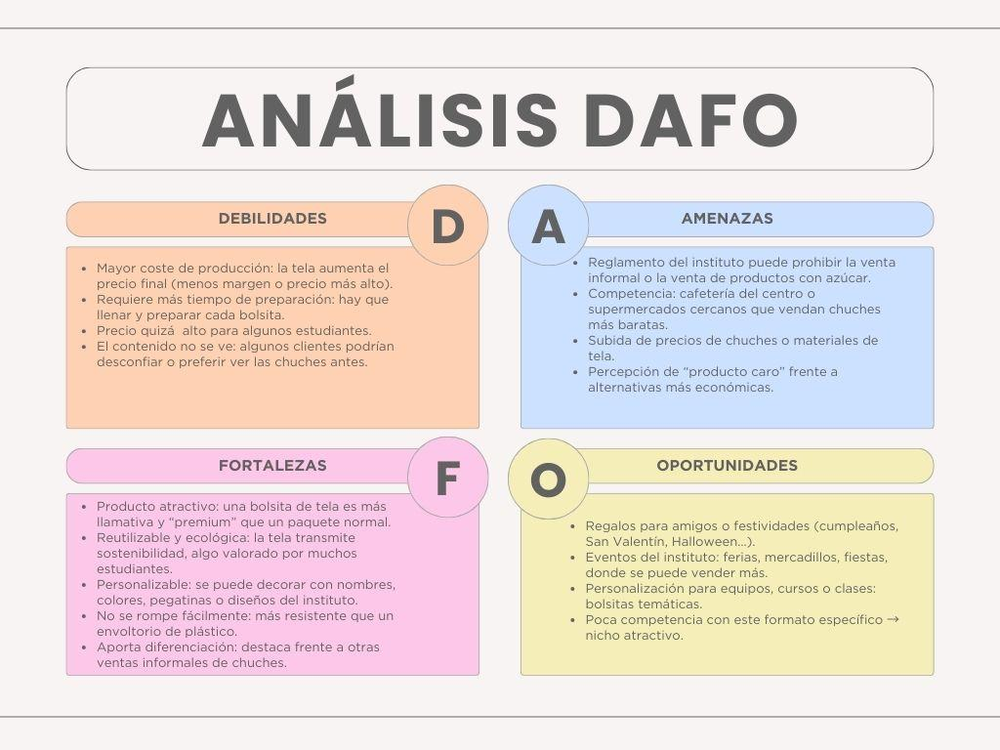 ANÁLISIS DAFO
DEBILIDADES
D
• Mayor coste de producción: la tela aumenta el
precio final (menos margen o precio más alto).
• Requiere más tiempo de preparación: hay que
llenar y preparar cada bolsita.
• Precio quizá  alto para algunos estudiantes.
• El contenido no se ve: algunos clientes podrían
desconfiar o preferir ver las chuches antes.
A
AMENAZAS
• Reglamento del instituto puede prohibir la venta
informal o la venta de productos con azúcar.
• Competencia: cafetería del centro o
supermercados cercanos que vendan chuches
más baratas.
• Subida de precios de chuches o materiales de
tela.
• Percepción de “producto caro” frente a
alternativas más económicas.
FORTALEZAS
F
• Producto atractivo: una bolsita de tela es más
llamativa y “premium” que un paquete normal.
• Reutilizable y ecológica: la tela transmite
sostenibilidad, algo valorado por muchos
estudiantes.
• Personalizable: se puede decorar con nombres,
colores, pegatinas o diseños del instituto.
• No se rompe fácilmente: más resistente que un
envoltorio de plástico.
• Aporta diferenciación: destaca frente a otras
ventas informales de chuches.
O
OPORTUNIDADES
• Regalos para amigos o festividades (cumpleaños,
San Valentín, Halloween…).
• Eventos del instituto: ferias, mercadillos, fiestas,
donde se puede vender más.
• Personalización para equipos, cursos o clases:
bolsitas temáticas.
• Poca competencia con este formato específico →
nicho atractivo.